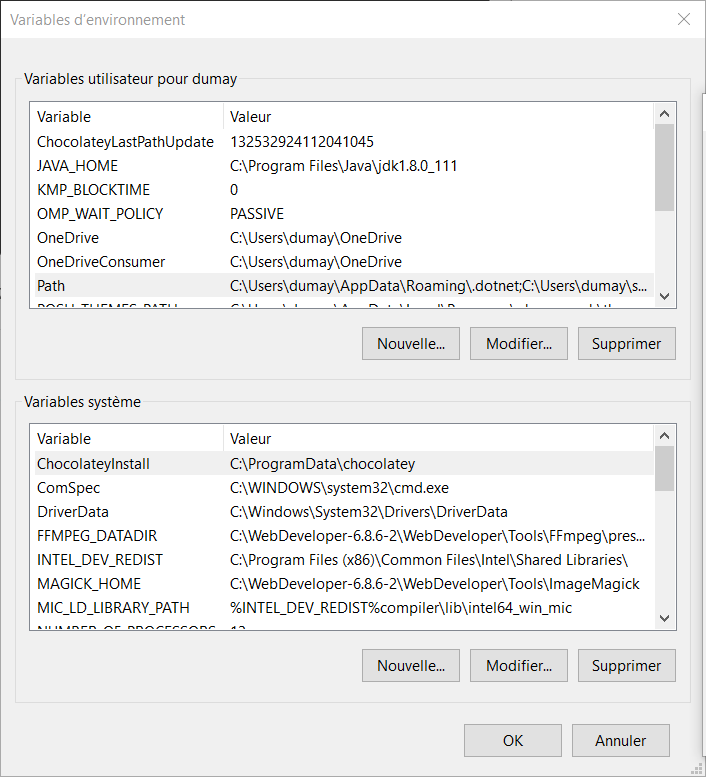 Variables d'environnement
Variables utilisateur pour dumay
Variable Valeur
ChocolateyLastPathUpdate 132532924112041045
JAVA_HOME C:\Program Files\Java\jdk1.8.0_111
KMP_BLOCKTIME 0
OMP_WAIT_POLICY PASSIVE
OneDrive C:\Users\dumay\OneDrive
OneDriveConsumer C:\Users\dumay\OneDrive
Path C:\Users\dumay\AppData\Roaming\.dotnet;C:\Users\dumay\s...
Nouvelle... Modifier... Supprimer
Variables système
Variable Valeur
ChocolateyInstall C:\ProgramData\chocolatey
ComSpec C:\WINDOWS\system32\cmd.exe
DriverData C:\Windows\System32\Drivers\DriverData
FFMPEG_DATADIR C:\WebDeveloper-6.8.6-2\WebDeveloper\Tools\FFmpeg\pres...
INTEL_DEV_REDIST C:\Program Files (x86)\Common Files\Intel\Shared Libraries\
MAGICK_HOME C:\WebDeveloper-6.8.6-2\WebDeveloper\Tools\ImageMagick
MIC_LD_LIBRARY_PATH %INTEL_DEV_REDIST%compiler\lib\intel64_win_mic
NUMBER_OF_PROCESSORS 12
Nouvelle... Modifier... Supprimer
OK Annuler